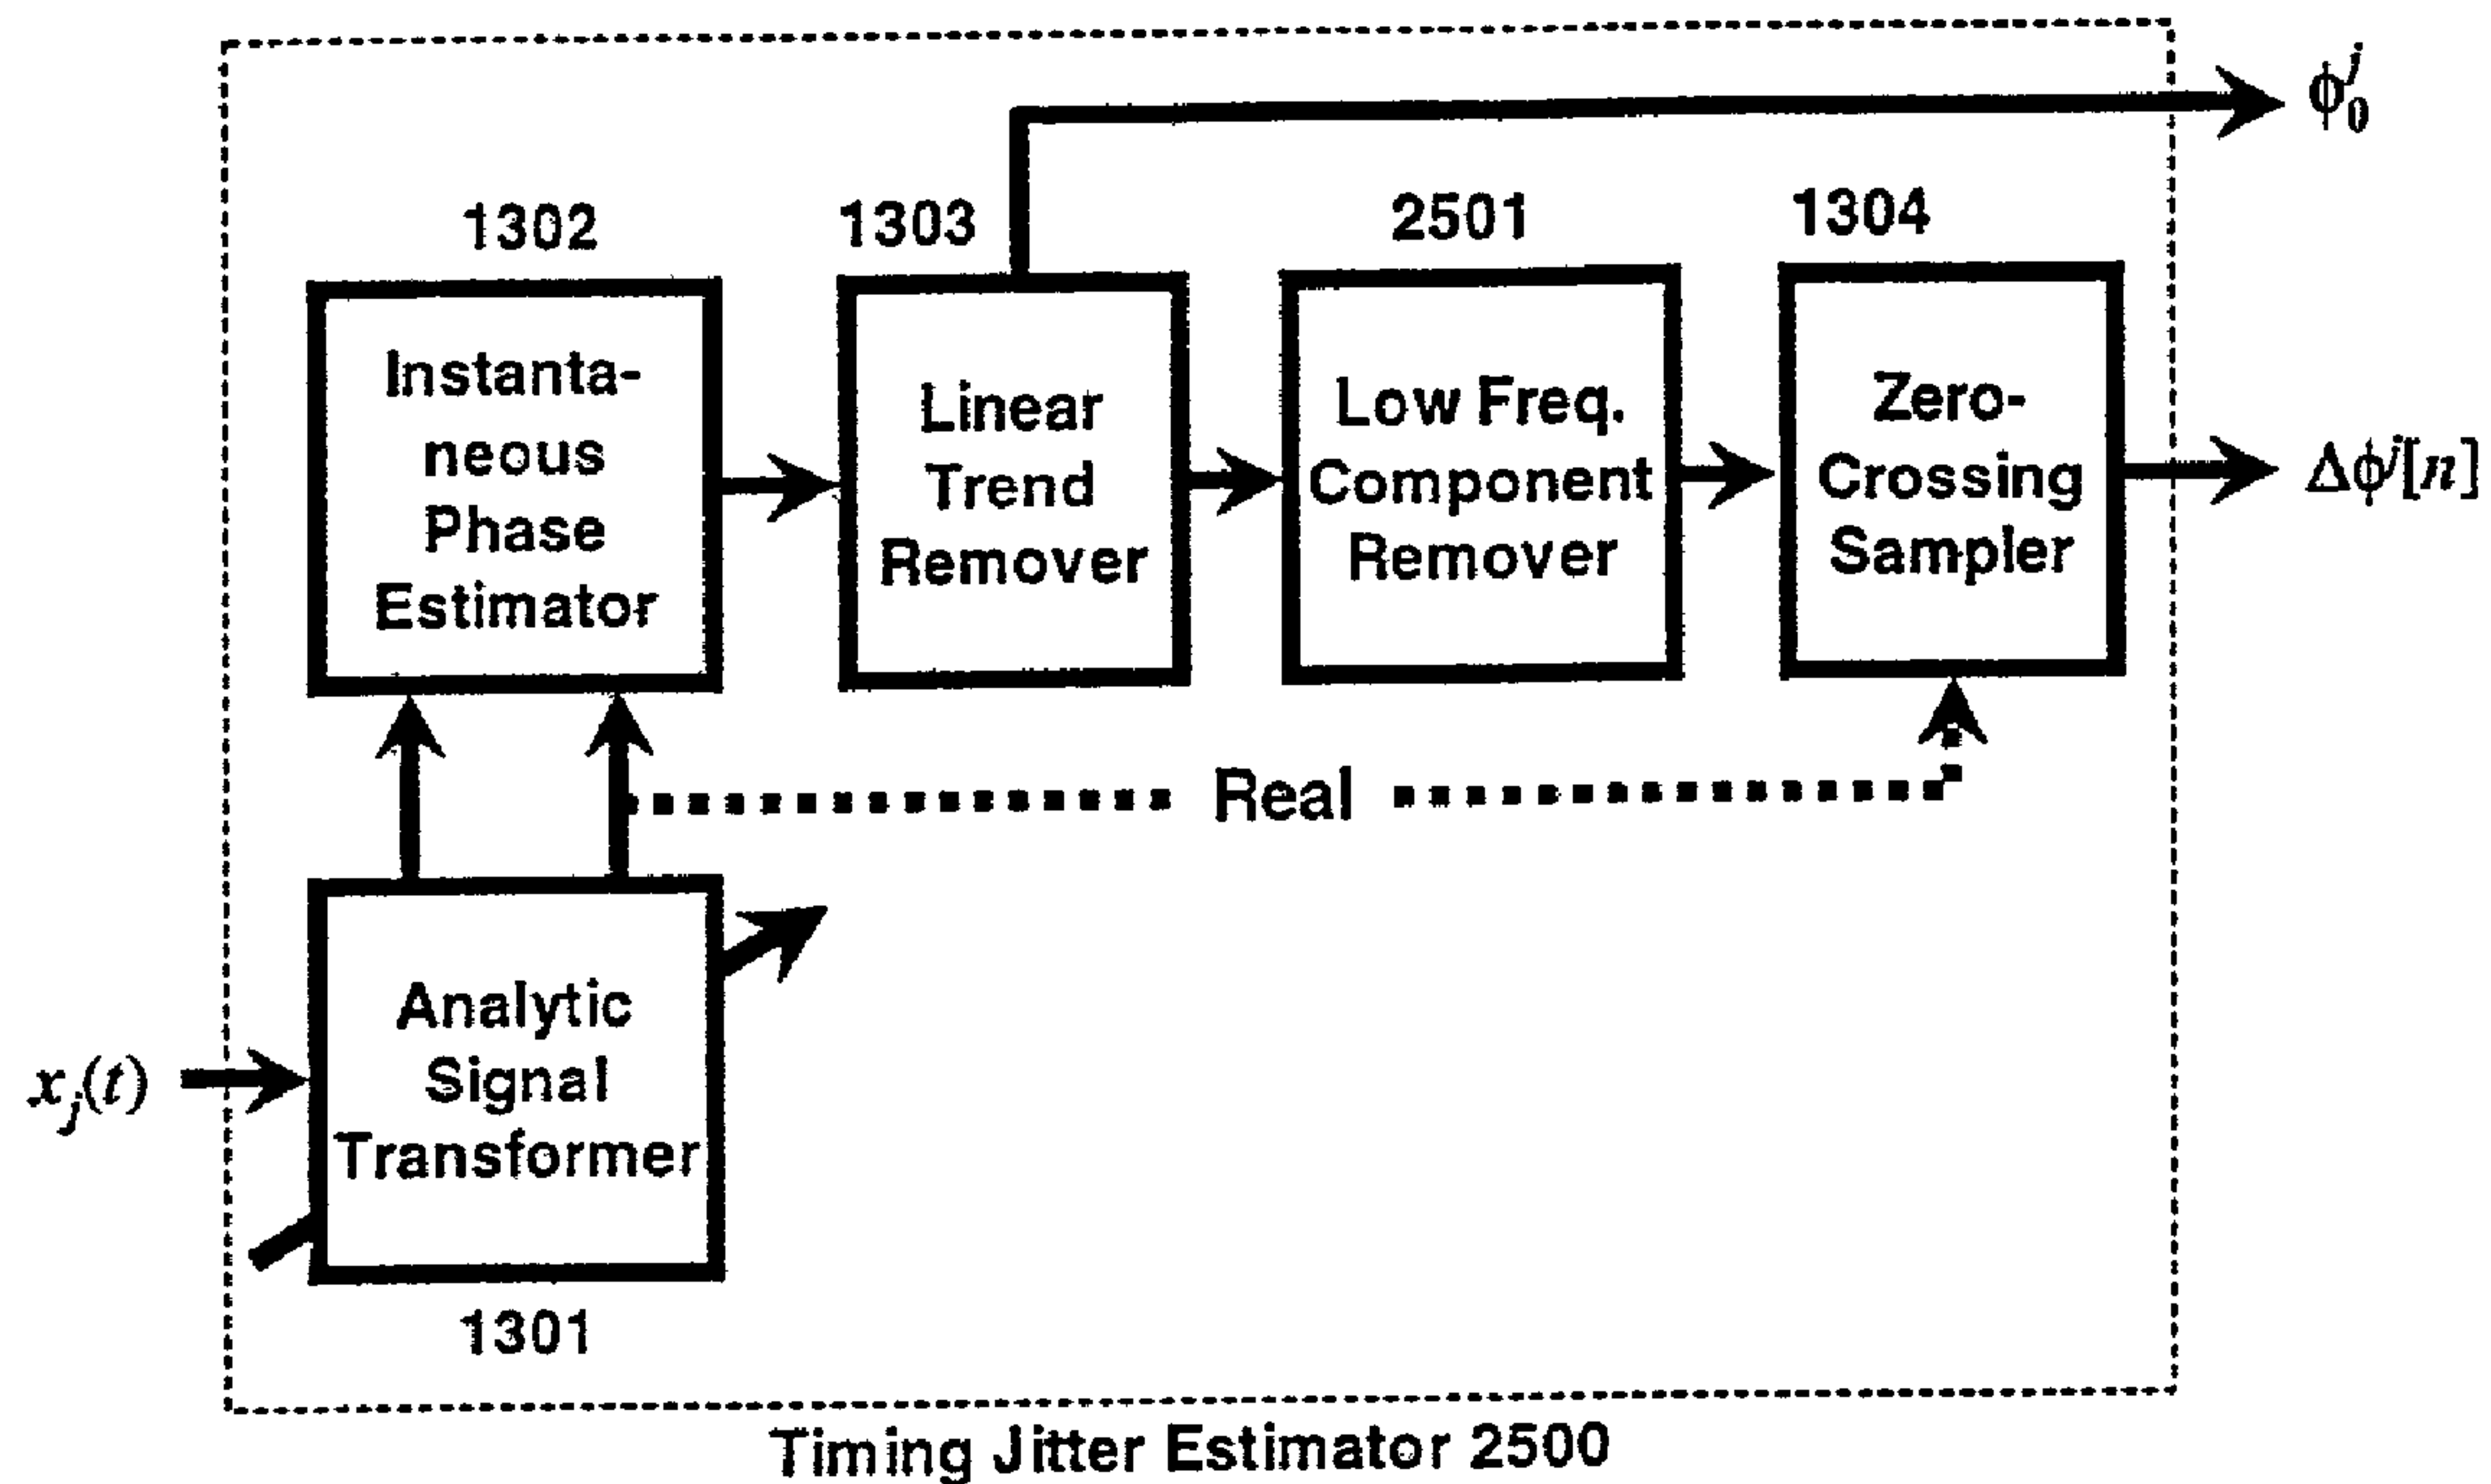 ϕ₀ʲ
1302
1303
2501
1304
Instanta-
neous
Phase
Estimator
Linear
Trend
Remover
Low Freq.
Component
Remover
Zero-
Crossing
Sampler
Δϕʲ[n]
Real
xⱼ(t)
Analytic
Signal
Transformer
1301
Timing Jitter Estimator 2500